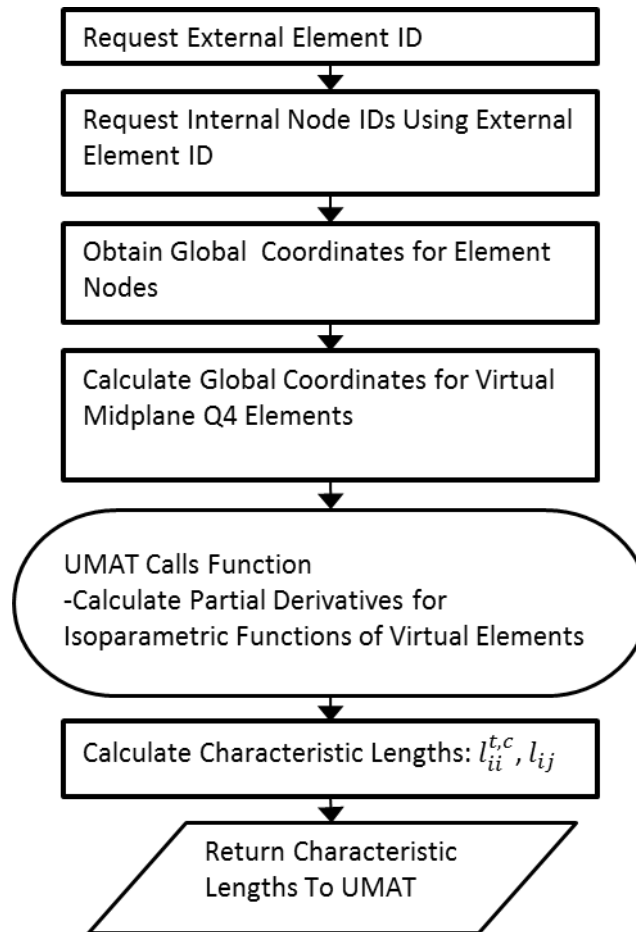 Request External Element ID
Request Internal Node IDs Using External
Element ID
Obtain Global Coordinates for Element
Nodes
Calculate Global Coordinates for Virtual
Midplane Q4 Elements
UMAT Calls Function
-Calculate Partial Derivatives for
Isoparametric Functions of Virtual Elements
Calculate Characteristic Lengths: $l_{ii}^{t,c}$, $l_{ij}$
Return Characteristic
Lengths To UMAT